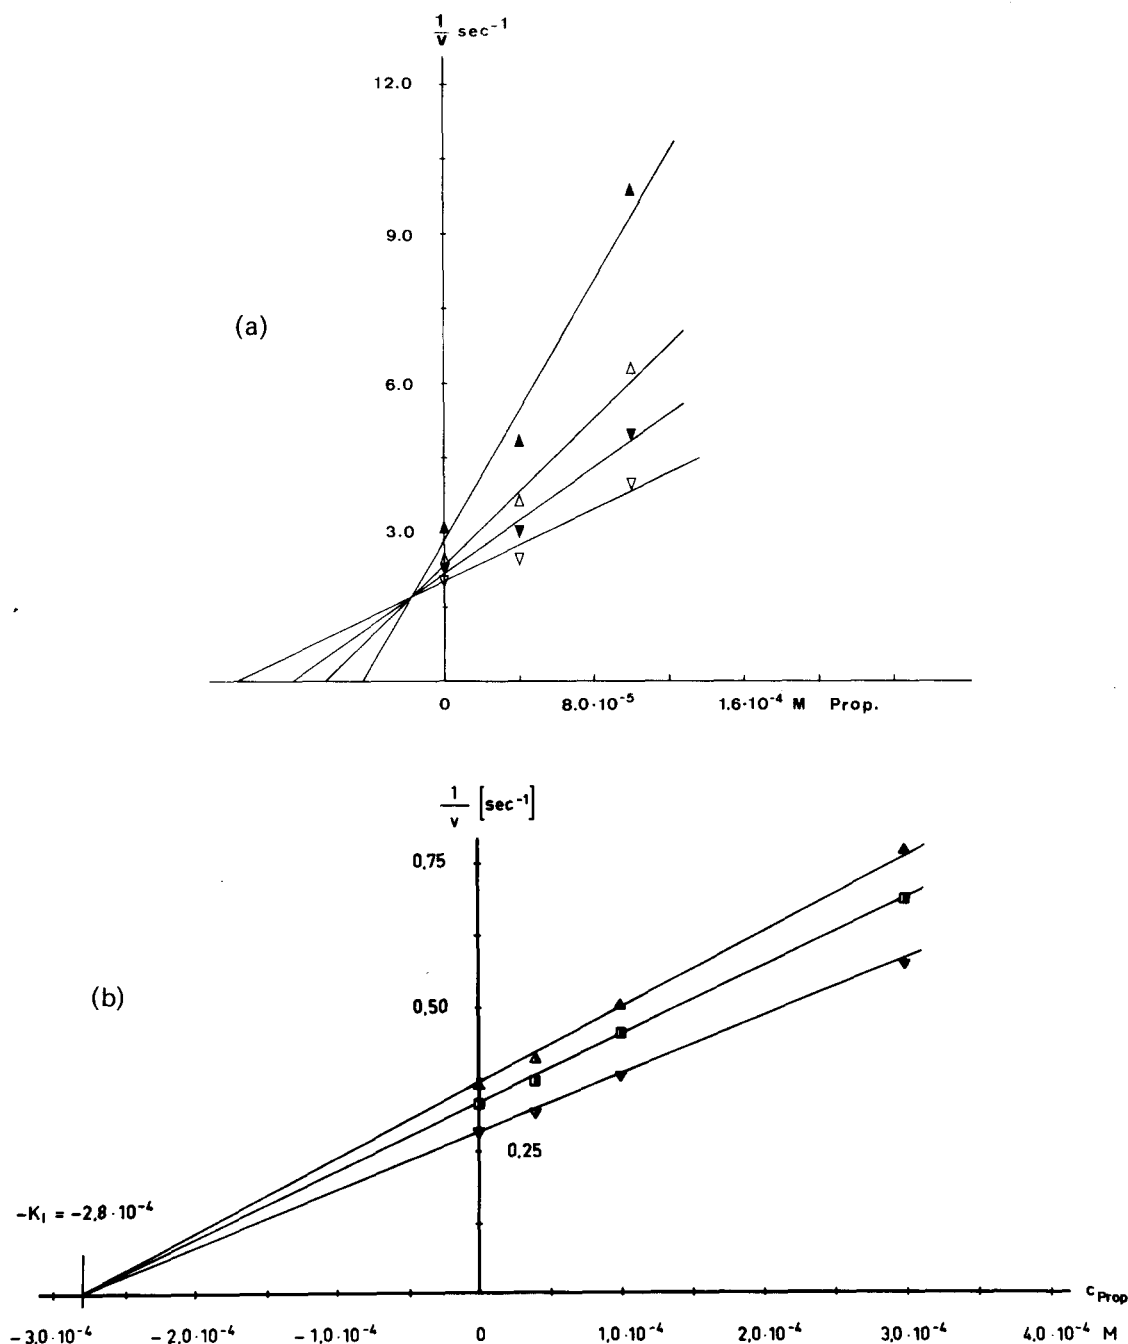 1/v sec⁻¹
12.0
9.0
(a)
6.0
3.0
0 8.0·10⁻⁵ 1.6·10⁻⁴ M Prop.
1/v [sec⁻¹]
0.75
(b)
0,50
0,25
-K_I = -2.8·10⁻⁴
c_Prop
-3.0·10⁻⁴ -2,0·10⁻⁴ -1,0·10⁻⁴ 0 1,0·10⁻⁴ 2,0·10⁻⁴ 3,0·10⁻⁴ 4.0·10⁻⁴ M